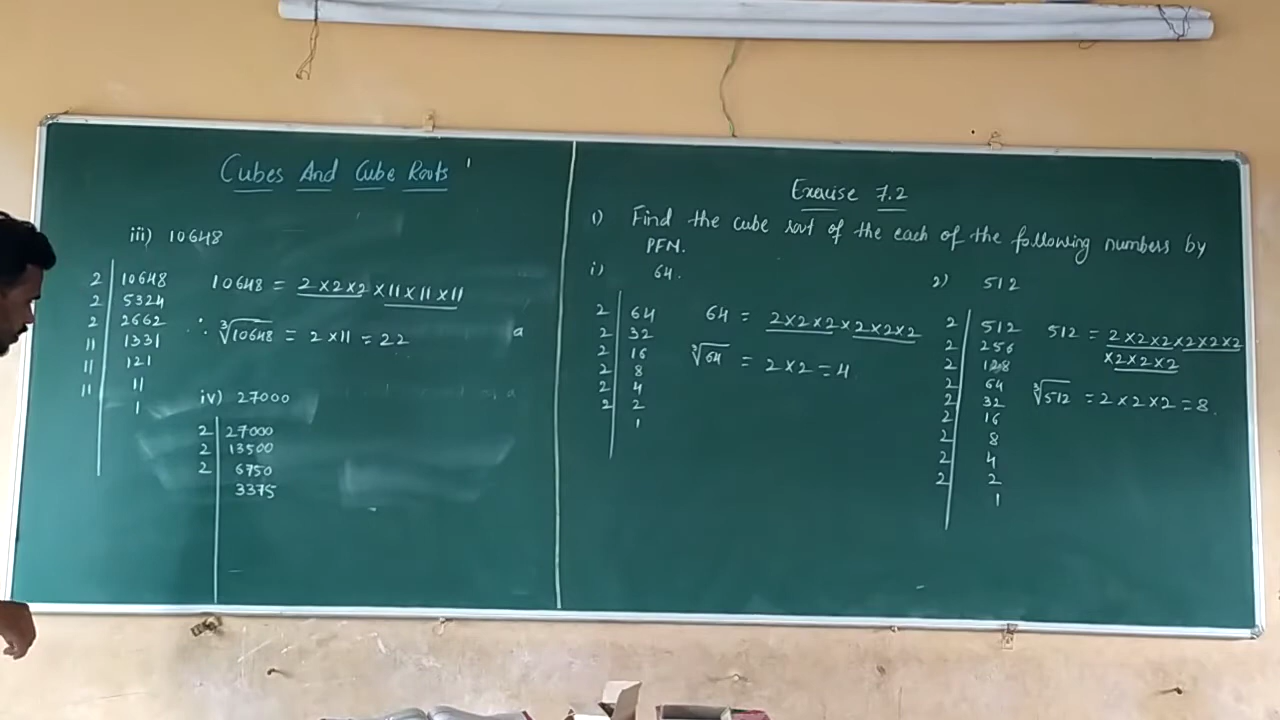 Cubes And Cube Roots
iii) 10648
2 | 10648
2 | 5324
2 | 2662
11 | 1331
11 | 121
11 | 11
1
10648 = 2×2×2×11×11×11
∴ ∛10648 = 2×11 = 22
a
iv) 27000
2 | 27000
2 | 13500
2 | 6750
3375
Exercise 7.2
1) Find the cube root of the each of the following numbers by
PFM.
i) 64.
2 | 64
2 | 32
2 | 16
2 | 8
2 | 4
2 | 2
1
64 = 2×2×2×2×2×2
∛64 = 2×2=4
2) 512
2 | 512
2 | 256
2 | 128
2 | 64
2 | 32
2 | 16
2 | 8
2 | 4
2 | 2
1
512 = 2×2×2×2×2×2
×2×2×2
∛512 = 2×2×2=8.